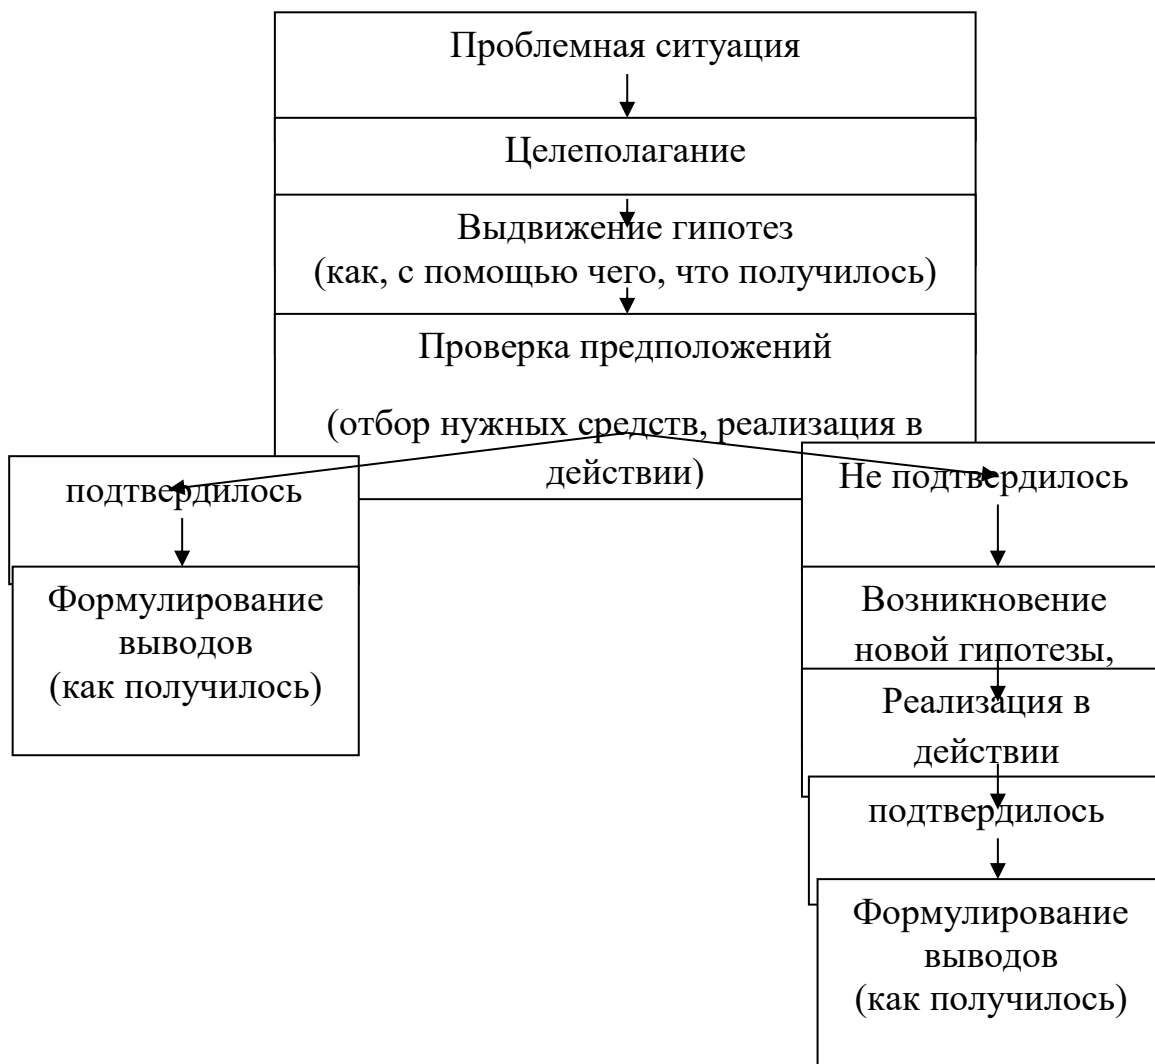 Проблемная ситуация
Целеполагание
Выдвижение гипотез
(как, с помощью чего, что получилось)
Проверка предположений
(отбор нужных средств, реализация в
действии)
подтвердилось
Формулирование
выводов
(как получилось)
Не подтвердилось
Возникновение
новой гипотезы,
Реализация в
действии
подтвердилось
Формулирование
выводов
(как получилось)